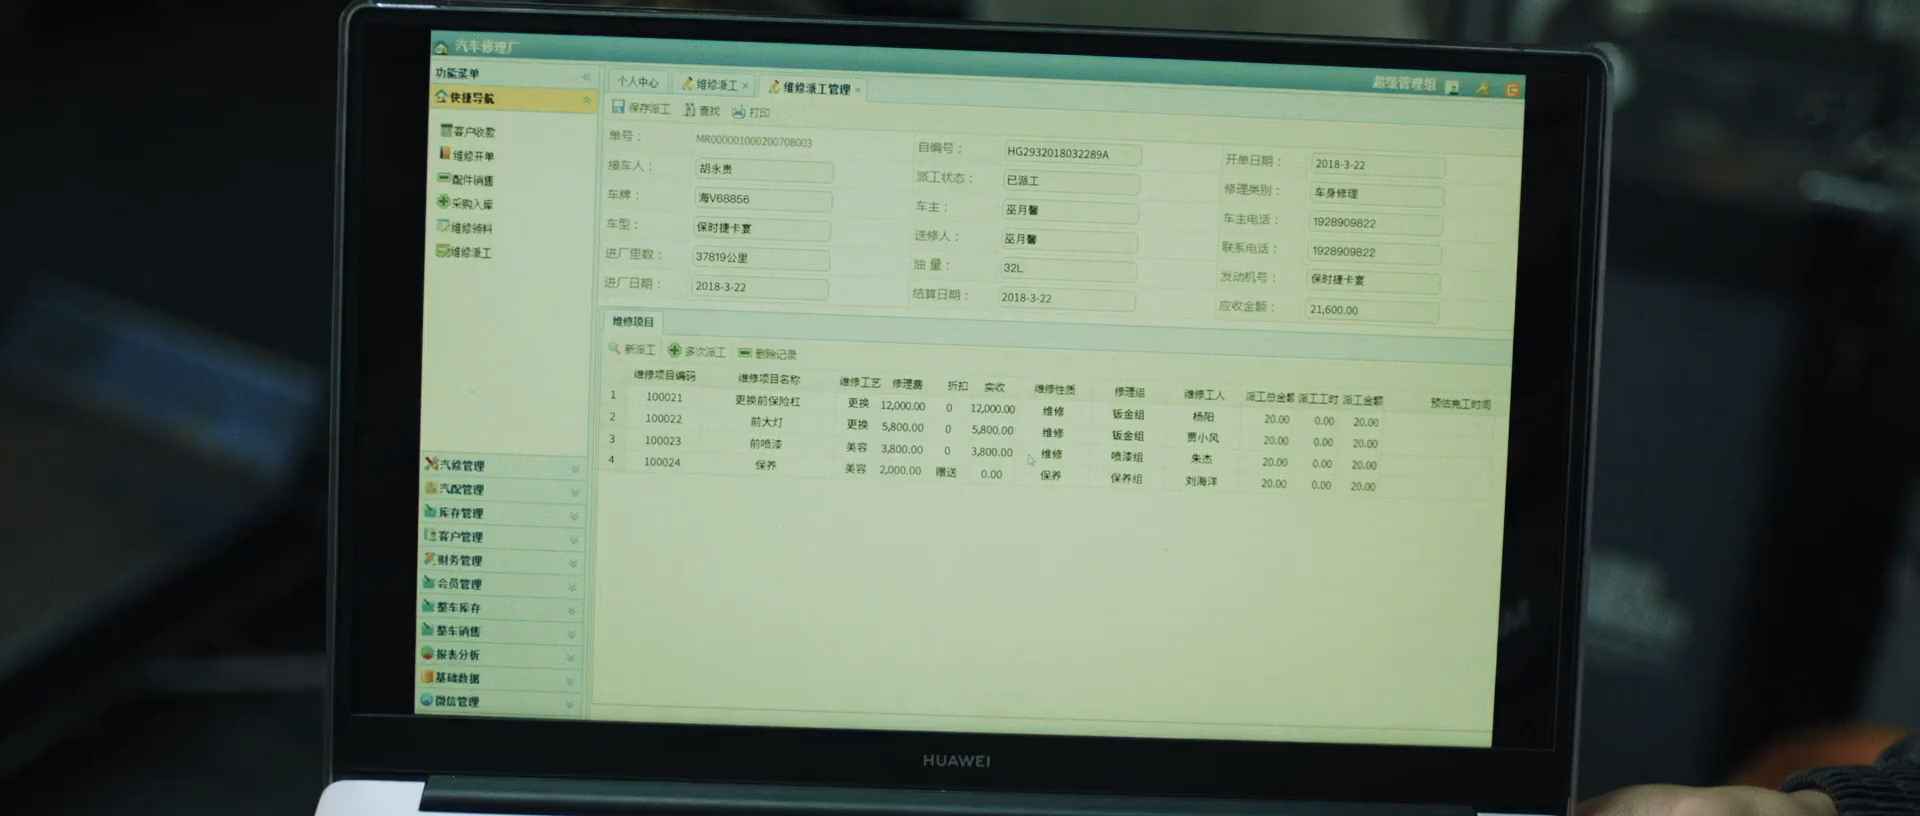 汽车修理厂
超级管理组
功能菜单
快捷导航
客户收款
维修开单
配件销售
采购入库
维修领料
维修派工
汽修管理
汽配管理
库存管理
客户管理
财务管理
会员管理
整车库存
整车销售
报表分析
基础数据
微信管理
个人中心 维修派工 × 维修派工管理 ×
保存派工 查找 打印
单号： MR000001000200708003 自编号： HG2932018032289A 开单日期： 2018-3-22
接车人： 胡永贵 派工状态： 已派工 修理类别： 车身修理
车牌： 海V68856 车主： 巫月馨 车主电话： 1928909822
车型： 保时捷卡宴 送修人： 巫月馨 联系电话： 1928909822
进厂里数： 37819公里 油 量： 32L 发动机号： 保时捷卡宴
进厂日期： 2018-3-22 结算日期： 2018-3-22 应收金额： 21,600.00
维修项目
新派工 多次派工 删除记录
维修项目编码 维修项目名称 维修工艺 修理费 折扣 实收 维修性质 修理组 维修工人 派工总金额 派工工时 派工金额 预估完工时间
1 100021 更换前保险杠 更换 12,000.00 0 12,000.00 维修 钣金组 杨阳 20.00 0.00 20.00
2 100022 前大灯 更换 5,800.00 0 5,800.00 维修 钣金组 贾小风 20.00 0.00 20.00
3 100023 前喷漆 美容 3,800.00 0 3,800.00 维修 喷漆组 朱杰 20.00 0.00 20.00
4 100024 保养 美容 2,000.00 赠送 0.00 保养 保养组 刘海洋 20.00 0.00 20.00
HUAWEI